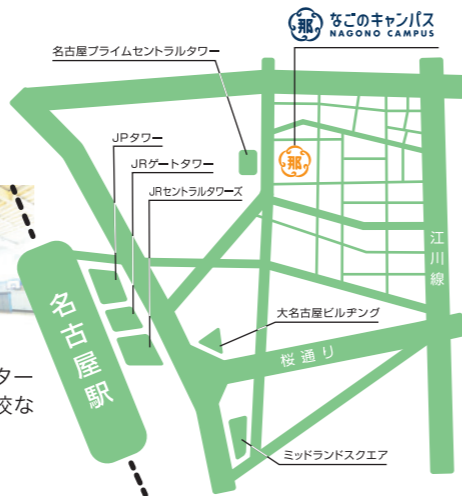 那 なごのキャンパス
NAGONO CAMPUS
名古屋プライムセントラルタワー
JPタワー
JRゲートタワー
JRセントラルタワーズ
那
江川線
名古屋駅
大名古屋ビルヂング
桜通り
ミッドランドスクエア
ター
校な